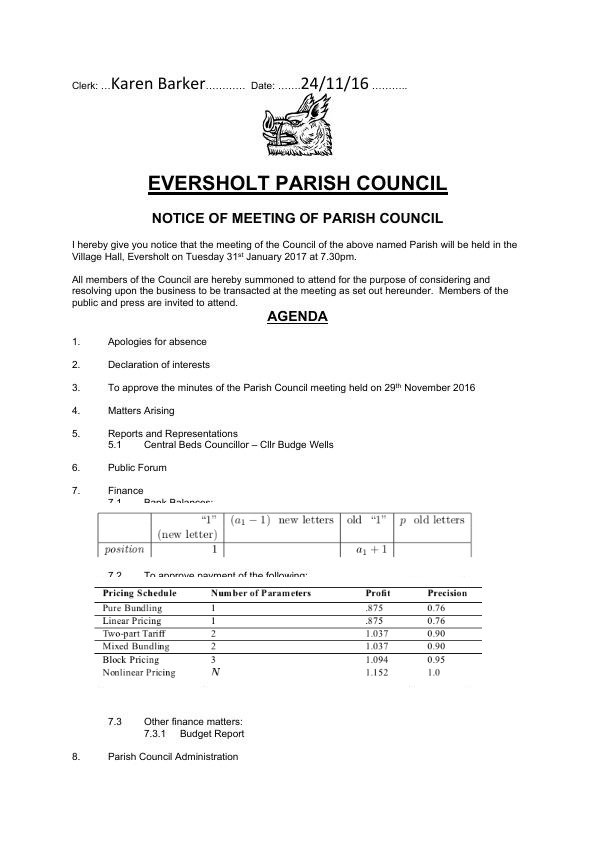 Clerk: …Karen Barker………… Date: …….24/11/16 ………..
EVERSHOLT PARISH COUNCIL
NOTICE OF MEETING OF PARISH COUNCIL
I hereby give you notice that the meeting of the Council of the above named Parish will be held in the
Village Hall, Eversholt on Tuesday 31st January 2017 at 7.30pm.
All members of the Council are hereby summoned to attend for the purpose of considering and
resolving upon the business to be transacted at the meeting as set out hereunder. Members of the
public and press are invited to attend.
AGENDA
1. Apologies for absence
2. Declaration of interests
3. To approve the minutes of the Parish Council meeting held on 29th November 2016
4. Matters Arising
5. Reports and Representations
5.1 Central Beds Councillor – Cllr Budge Wells
6. Public Forum
7. Finance
7.1 Bank Balances:
“1” (a₁ − 1) new letters old “1” p old letters
(new letter)
position 1 a₁ + 1
7.2 To approve payment of the following:
Pricing Schedule Number of Parameters Profit Precision
Pure Bundling 1 .875 0.76
Linear Pricing 1 .875 0.76
Two-part Tariff 2 1.037 0.90
Mixed Bundling 2 1.037 0.90
Block Pricing 3 1.094 0.95
Nonlinear Pricing N 1.152 1.0
7.3 Other finance matters:
7.3.1 Budget Report
8. Parish Council Administration